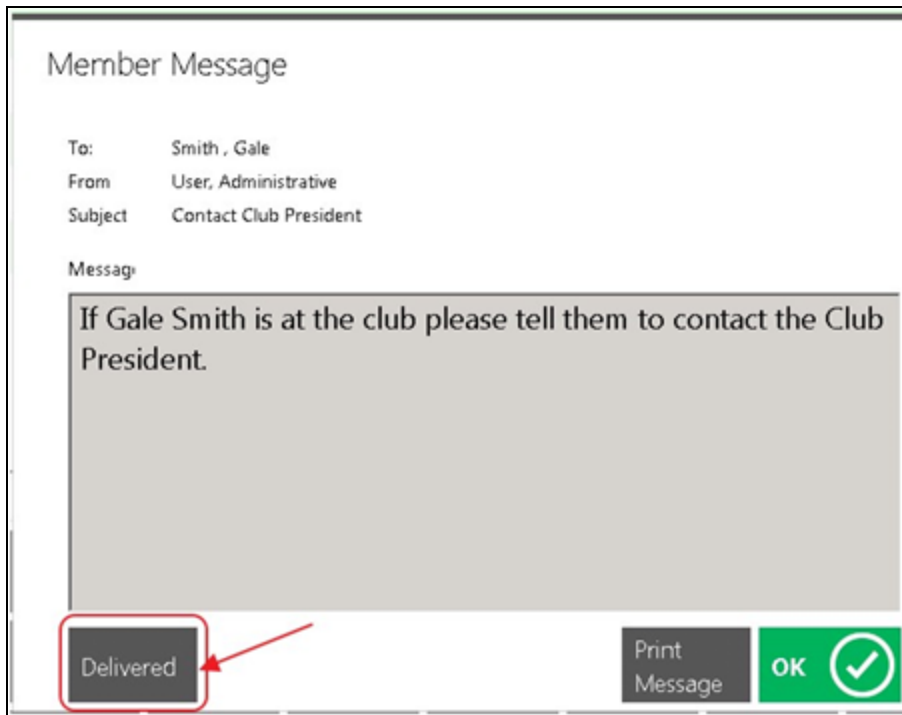 Member Message
To: Smith , Gale
From User, Administrative
Subject Contact Club President
Messag
If Gale Smith is at the club please tell them to contact the Club
President.
Delivered
Print
Message
OK